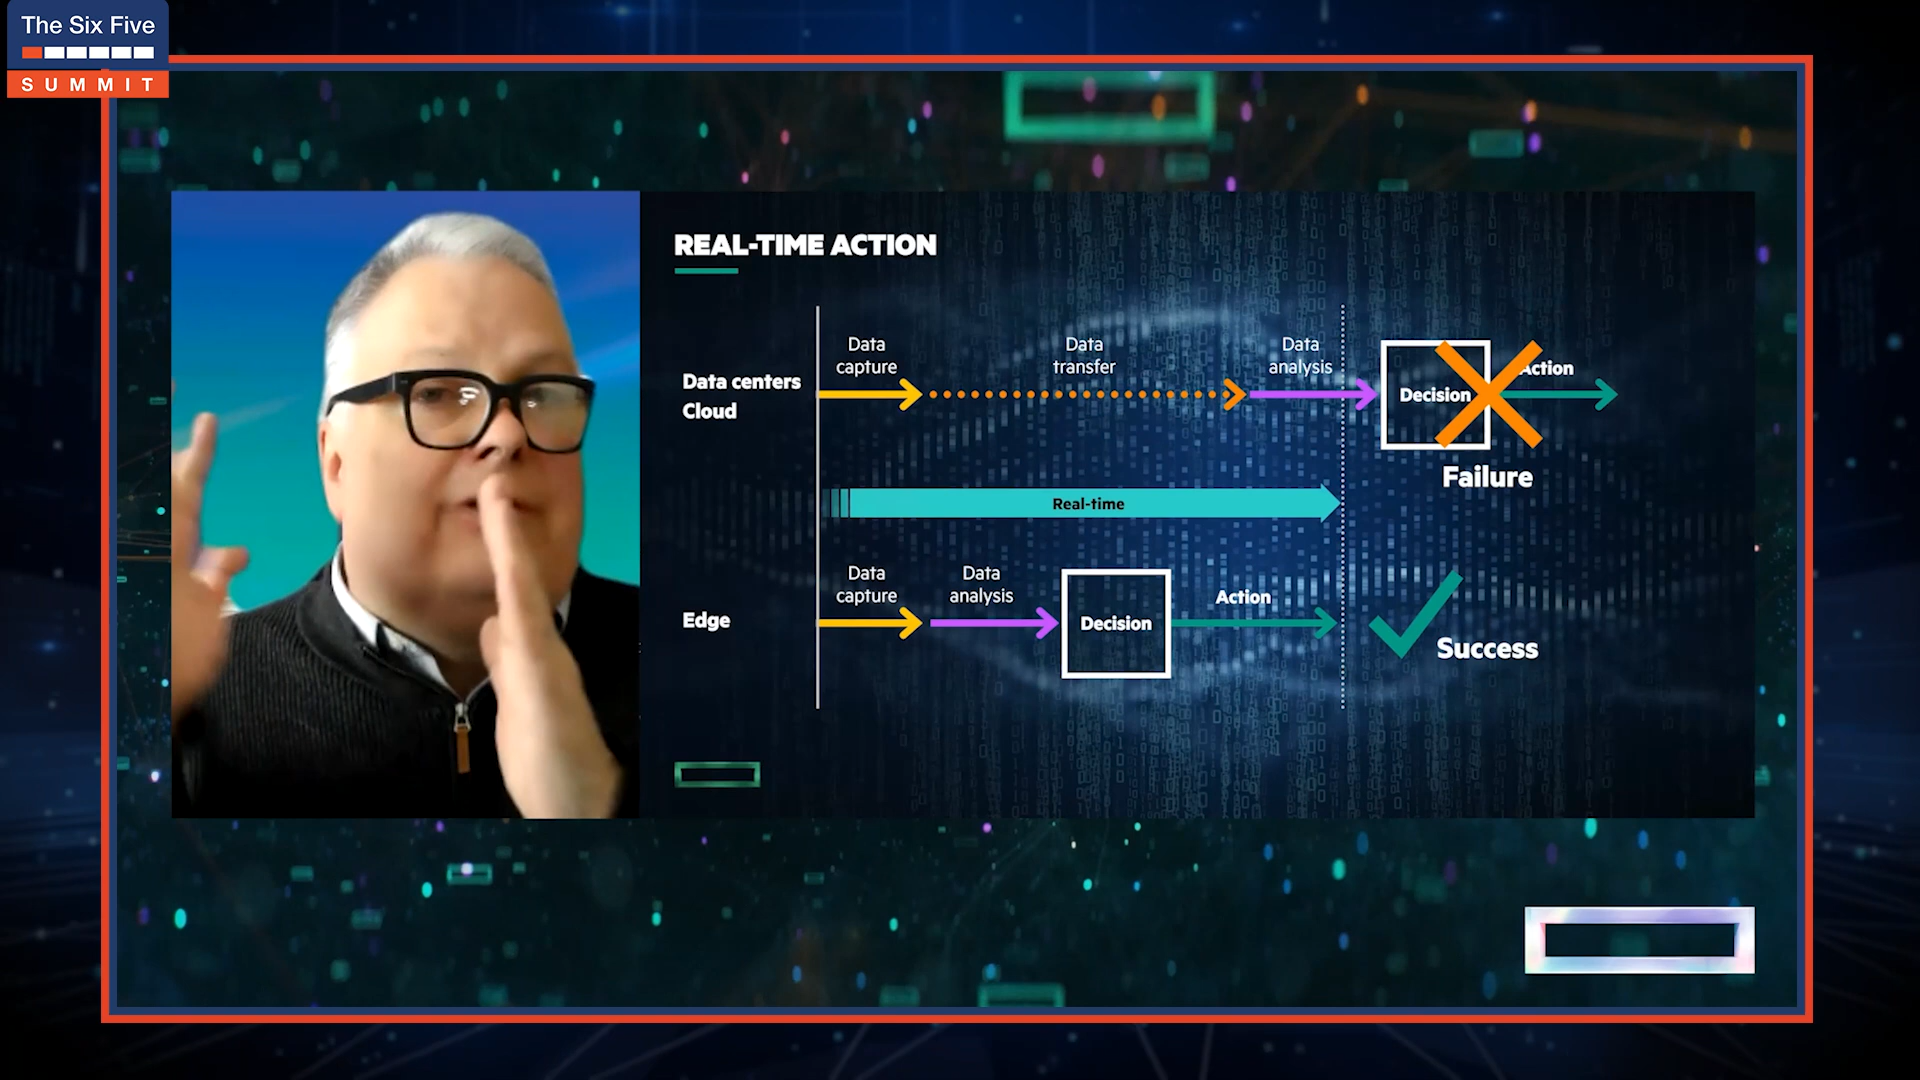 The Six Five
SUMMIT
REAL-TIME ACTION
Data centers
Cloud
Data
capture
Data
transfer
Data
analysis
Decision
Action
Failure
Real-time
Edge
Data
capture
Data
analysis
Decision
Action
Success